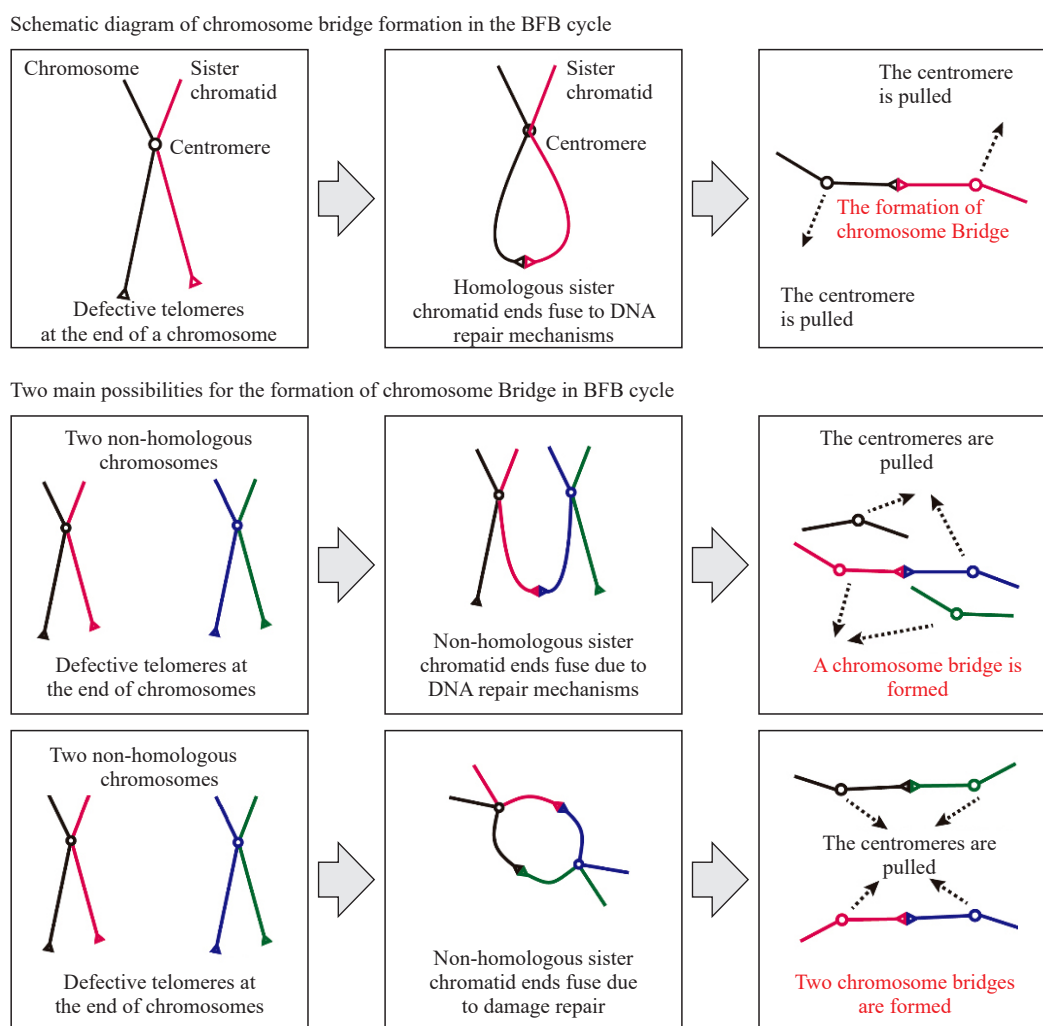 Schematic diagram of chromosome bridge formation in the BFB cycle
Chromosome
Sister
chromatid
Centromere
Defective telomeres
at the end of a chromosome
Sister
chromatid
Centromere
Homologous sister
chromatid ends fuse to DNA
repair mechanisms
The centromere
is pulled
The formation of
chromosome Bridge
The centromere
is pulled
Two main possibilities for the formation of chromosome Bridge in BFB cycle
Two non-homologous
chromosomes
Defective telomeres at
the end of chromosomes
Non-homologous sister
chromatid ends fuse due to
DNA repair mechanisms
The centromeres are
pulled
A chromosome bridge is
formed
Two non-homologous
chromosomes
Defective telomeres at
the end of chromosomes
Non-homologous sister
chromatid ends fuse due
to damage repair
The centromeres are
pulled
Two chromosome bridges
are formed